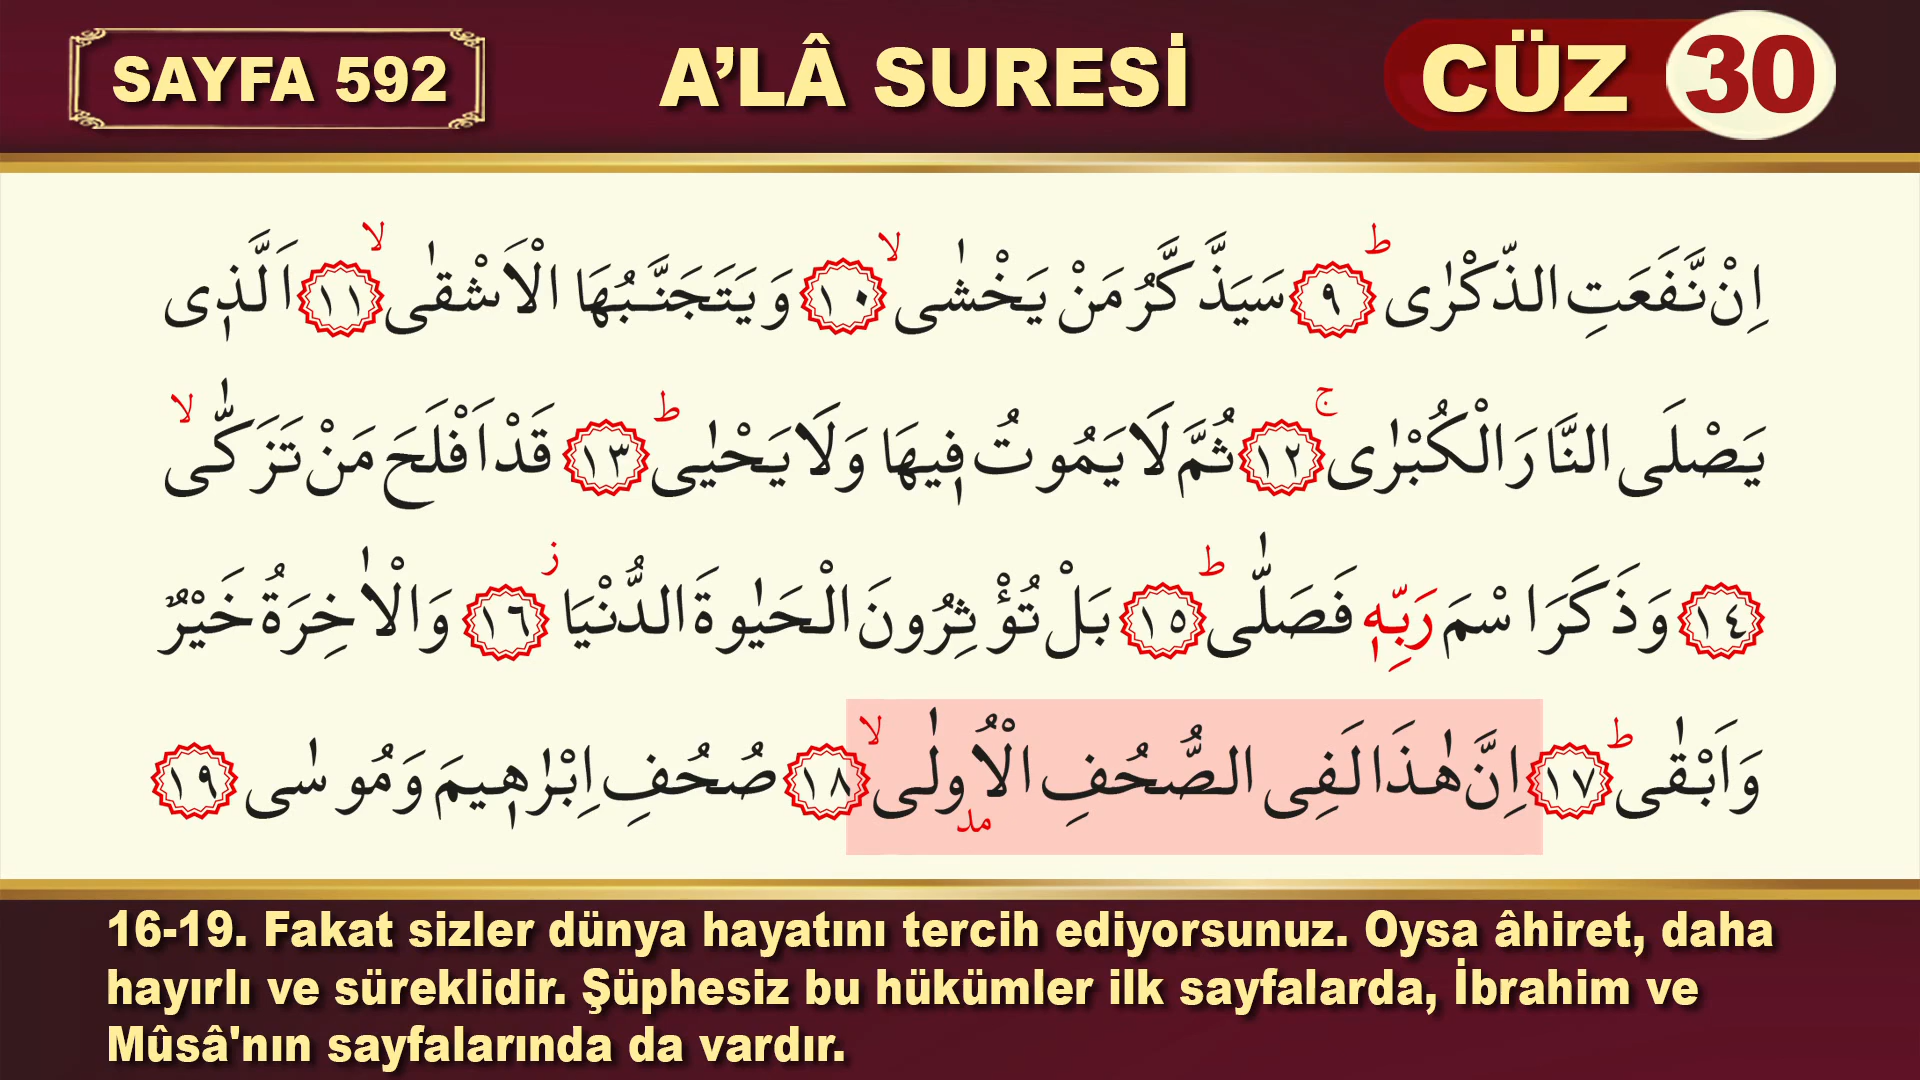 SAYFA 592
A’LÂ SURESİ
CÜZ 30
اِنْ نَّفَعَتِ الذِّكْرٰىؕ ﴿٩﴾ سَيَذَّكَّرُ مَنْ يَخْشٰىۙ ﴿١٠﴾ وَيَتَجَنَّبُهَا الْاَشْقٰىۙ ﴿١١﴾ اَلَّذ۪ى
يَصْلَى النَّارَ الْكُبْرٰىۚ ﴿١٢﴾ ثُمَّ لَا يَمُوتُ ف۪يهَا وَلَا يَحْيٰىؕ ﴿١٣﴾ قَدْ اَفْلَحَ مَنْ تَزَكّٰىۙ
﴿١٤﴾ وَذَكَرَ اسْمَ رَبِّه۪ فَصَلّٰىؕ ﴿١٥﴾ بَلْ تُؤْثِرُونَ الْحَيٰوةَ الدُّنْيَاز ﴿١٦﴾ وَالْاٰخِرَةُ خَيْرٌ
وَاَبْقٰىؕ ﴿١٧﴾ اِنَّ هٰذَا لَفِى الصُّحُفِ الْاُو۫لٰىۙ ﴿١٨﴾ صُحُفِ اِبْرٰه۪يمَ وَمُوسٰى ﴿١٩﴾
مد
16-19. Fakat sizler dünya hayatını tercih ediyorsunuz. Oysa âhiret, daha
hayırlı ve süreklidir. Şüphesiz bu hükümler ilk sayfalarda, İbrahim ve
Mûsâ'nın sayfalarında da vardır.